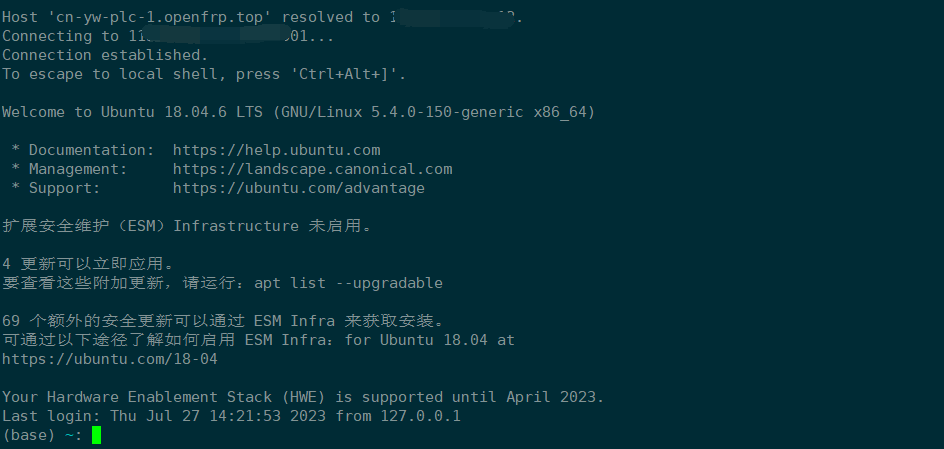 Host 'cn-yw-plc-1.openfrp.top' resolved to
Connecting to
Connection established.
To escape to local shell, press 'Ctrl+Alt+]'.
Welcome to Ubuntu 18.04.6 LTS (GNU/Linux 5.4.0-150-generic x86_64)
* Documentation:  https://help.ubuntu.com
* Management:     https://landscape.canonical.com
* Support:        https://ubuntu.com/advantage
扩展安全维护（ESM）Infrastructure 未启用。
4 更新可以立即应用。
要查看这些附加更新，请运行：apt list --upgradable
69 个额外的安全更新可以通过 ESM Infra 来获取安装。
可通过以下途径了解如何启用 ESM Infra：for Ubuntu 18.04 at
https://ubuntu.com/18-04
Your Hardware Enablement Stack (HWE) is supported until April 2023.
Last login: Thu Jul 27 14:21:53 2023 from 127.0.0.1
(base) ~: